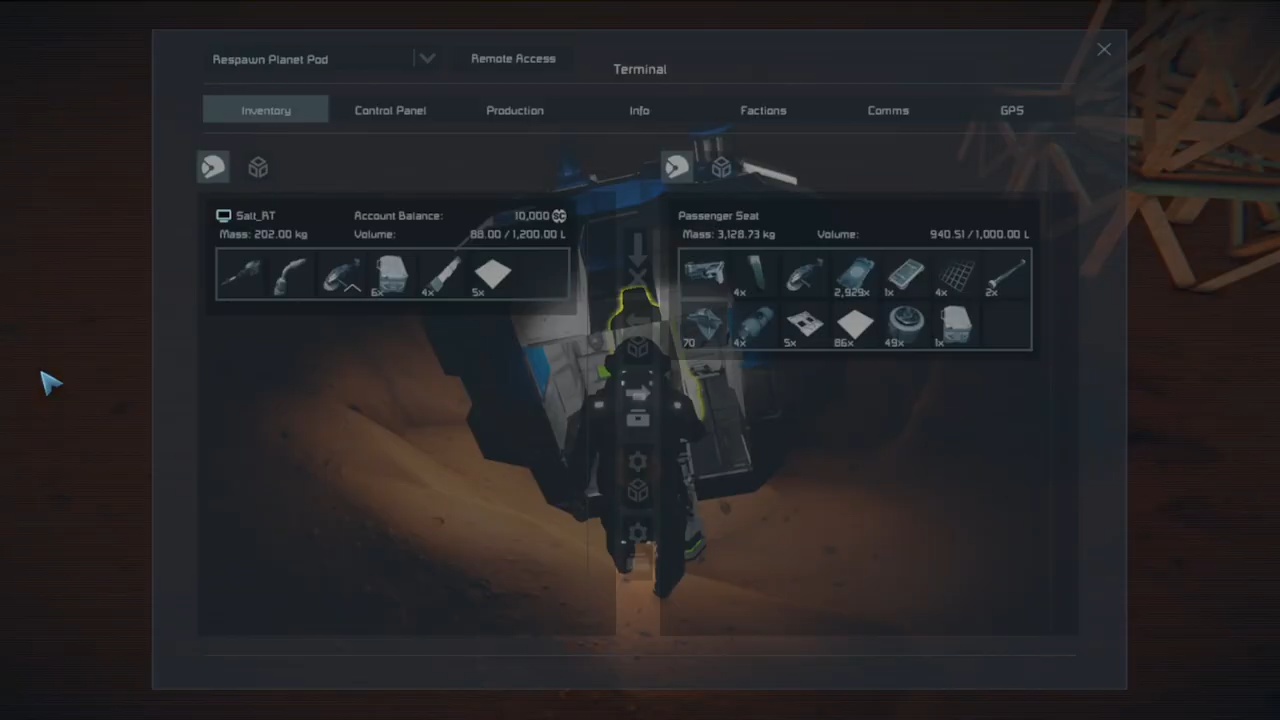 Respawn Planet Pod
Remote Access
Terminal
Inventory
Control Panel
Production
Info
Factions
Comms
GPS
Salt_RT
Account Balance:
10,000 SC
Mass: 202.00 kg
Volume:
88.00 / 1,200.00 L
6x
4x
5x
Passenger Seat
Mass: 3,128.73 kg
Volume:
940.51 / 1,000.00 L
4x
2,929x
1x
4x
2x
70
4x
5x
86x
49x
1x